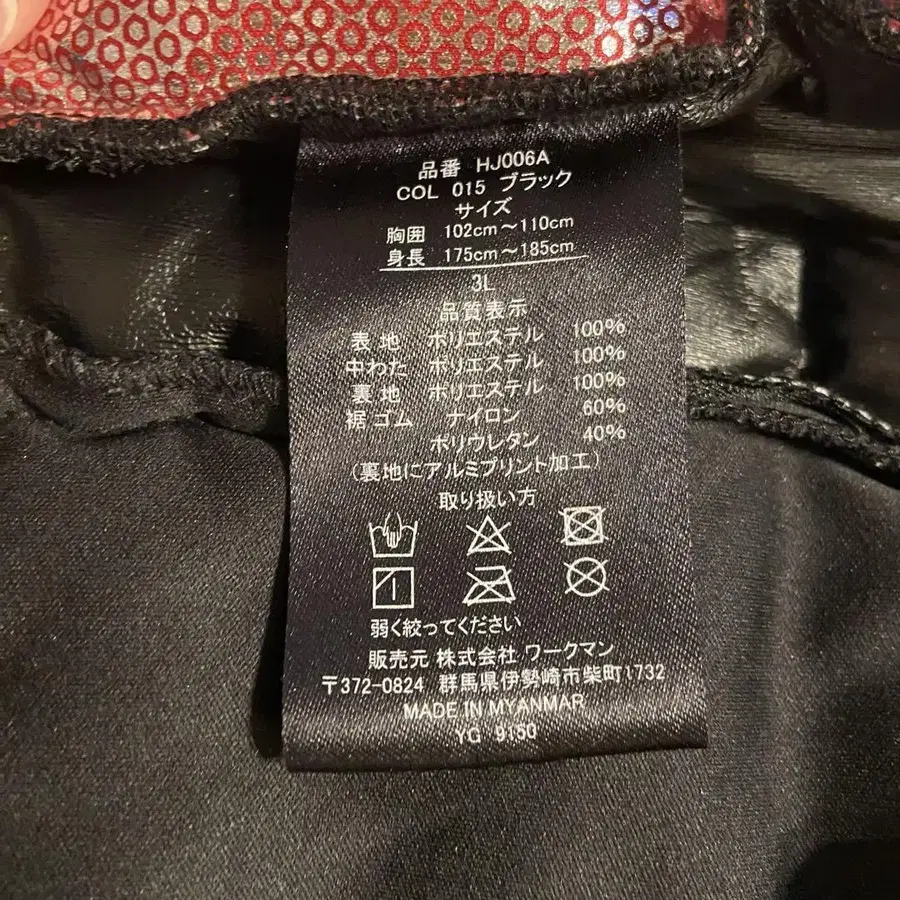 品番 HJ006A
COL 015 ブラック
サイズ
胸囲 102cm～110cm
身長 175cm～185cm
3L
品質表示
表地 ポリエステル 100%
中わた ポリエステル 100%
裏地 ポリエステル 100%
裾ゴム ナイロン 60%
ポリウレタン 40%
(裏地にアルミプリント加工)
取り扱い方
弱く絞ってください
販売元 株式会社 ワークマン
〒372-0824 群馬県伊勢崎市柴町1732
MADE IN MYANMAR
YG 9150